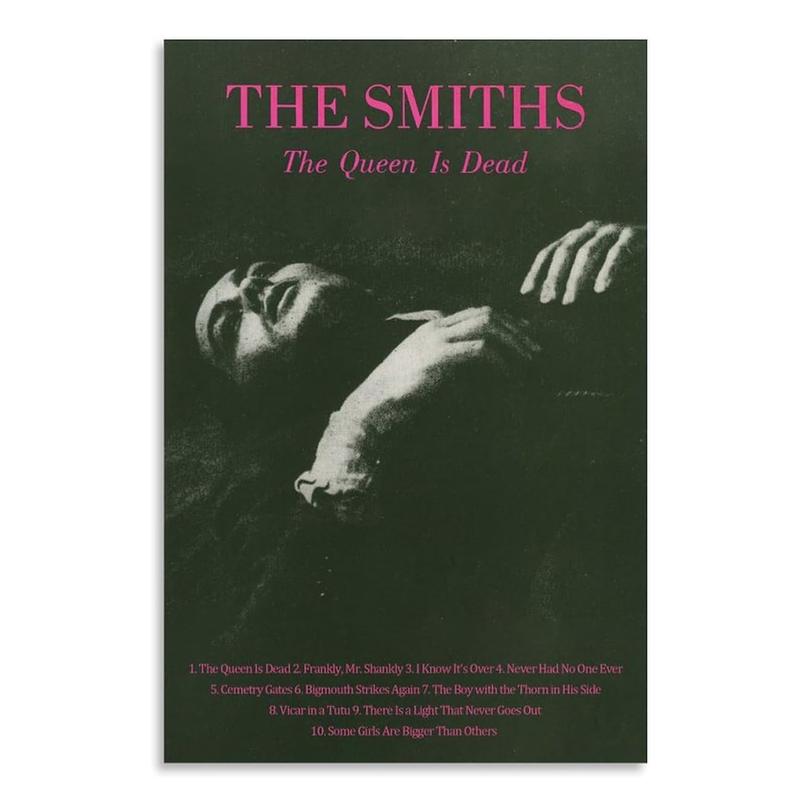 THE SMITHS
The Queen Is Dead
1. The Queen Is Dead 2. Frankly, Mr. Shankly 3. I Know It's Over 4. Never Had No One Ever
5. Cemetry Gates 6. Bigmouth Strikes Again 7. The Boy with the Thorn in His Side
8. Vicar in a Tutu 9. There Is a Light That Never Goes Out
10. Some Girls Are Bigger Than Others